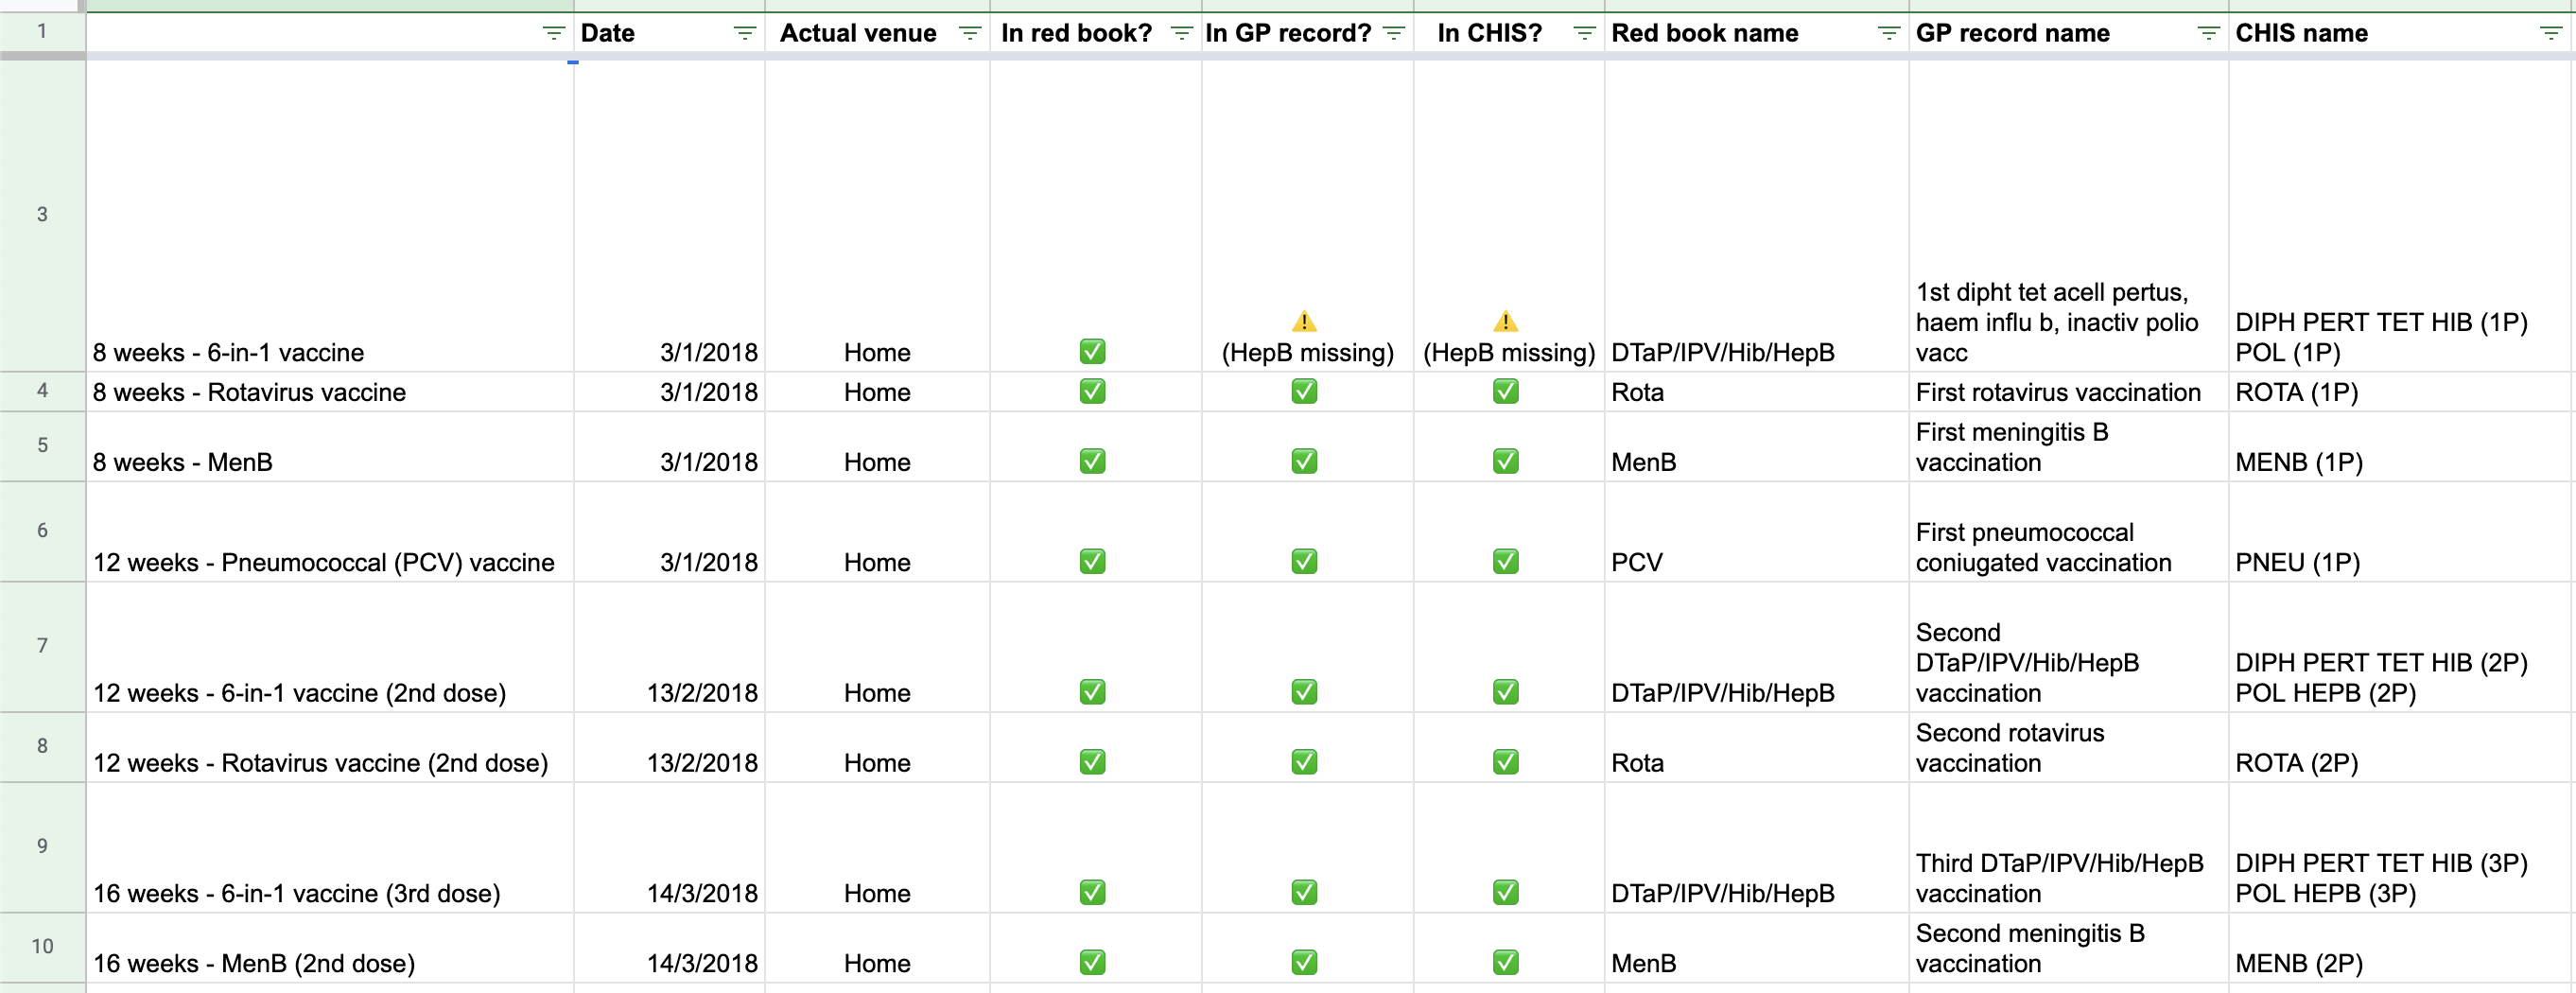 1 Date Actual venue In red book? In GP record? In CHIS? Red book name GP record name CHIS name
3
1st dipht tet acell pertus,
haem influ b, inactiv polio DIPH PERT TET HIB (1P)
8 weeks - 6-in-1 vaccine 3/1/2018 Home (HepB missing) (HepB missing) DTaP/IPV/Hib/HepB vacc POL (1P)
4 8 weeks - Rotavirus vaccine 3/1/2018 Home Rota First rotavirus vaccination ROTA (1P)
5 First meningitis B
8 weeks - MenB 3/1/2018 Home MenB vaccination MENB (1P)
6 First pneumococcal
12 weeks - Pneumococcal (PCV) vaccine 3/1/2018 Home PCV coniugated vaccination PNEU (1P)
7 Second
DTaP/IPV/Hib/HepB DIPH PERT TET HIB (2P)
12 weeks - 6-in-1 vaccine (2nd dose) 13/2/2018 Home DTaP/IPV/Hib/HepB vaccination POL HEPB (2P)
8 Second rotavirus
12 weeks - Rotavirus vaccine (2nd dose) 13/2/2018 Home Rota vaccination ROTA (2P)
9 Third DTaP/IPV/Hib/HepB DIPH PERT TET HIB (3P)
16 weeks - 6-in-1 vaccine (3rd dose) 14/3/2018 Home DTaP/IPV/Hib/HepB vaccination POL HEPB (3P)
10 Second meningitis B
16 weeks - MenB (2nd dose) 14/3/2018 Home MenB vaccination MENB (2P)